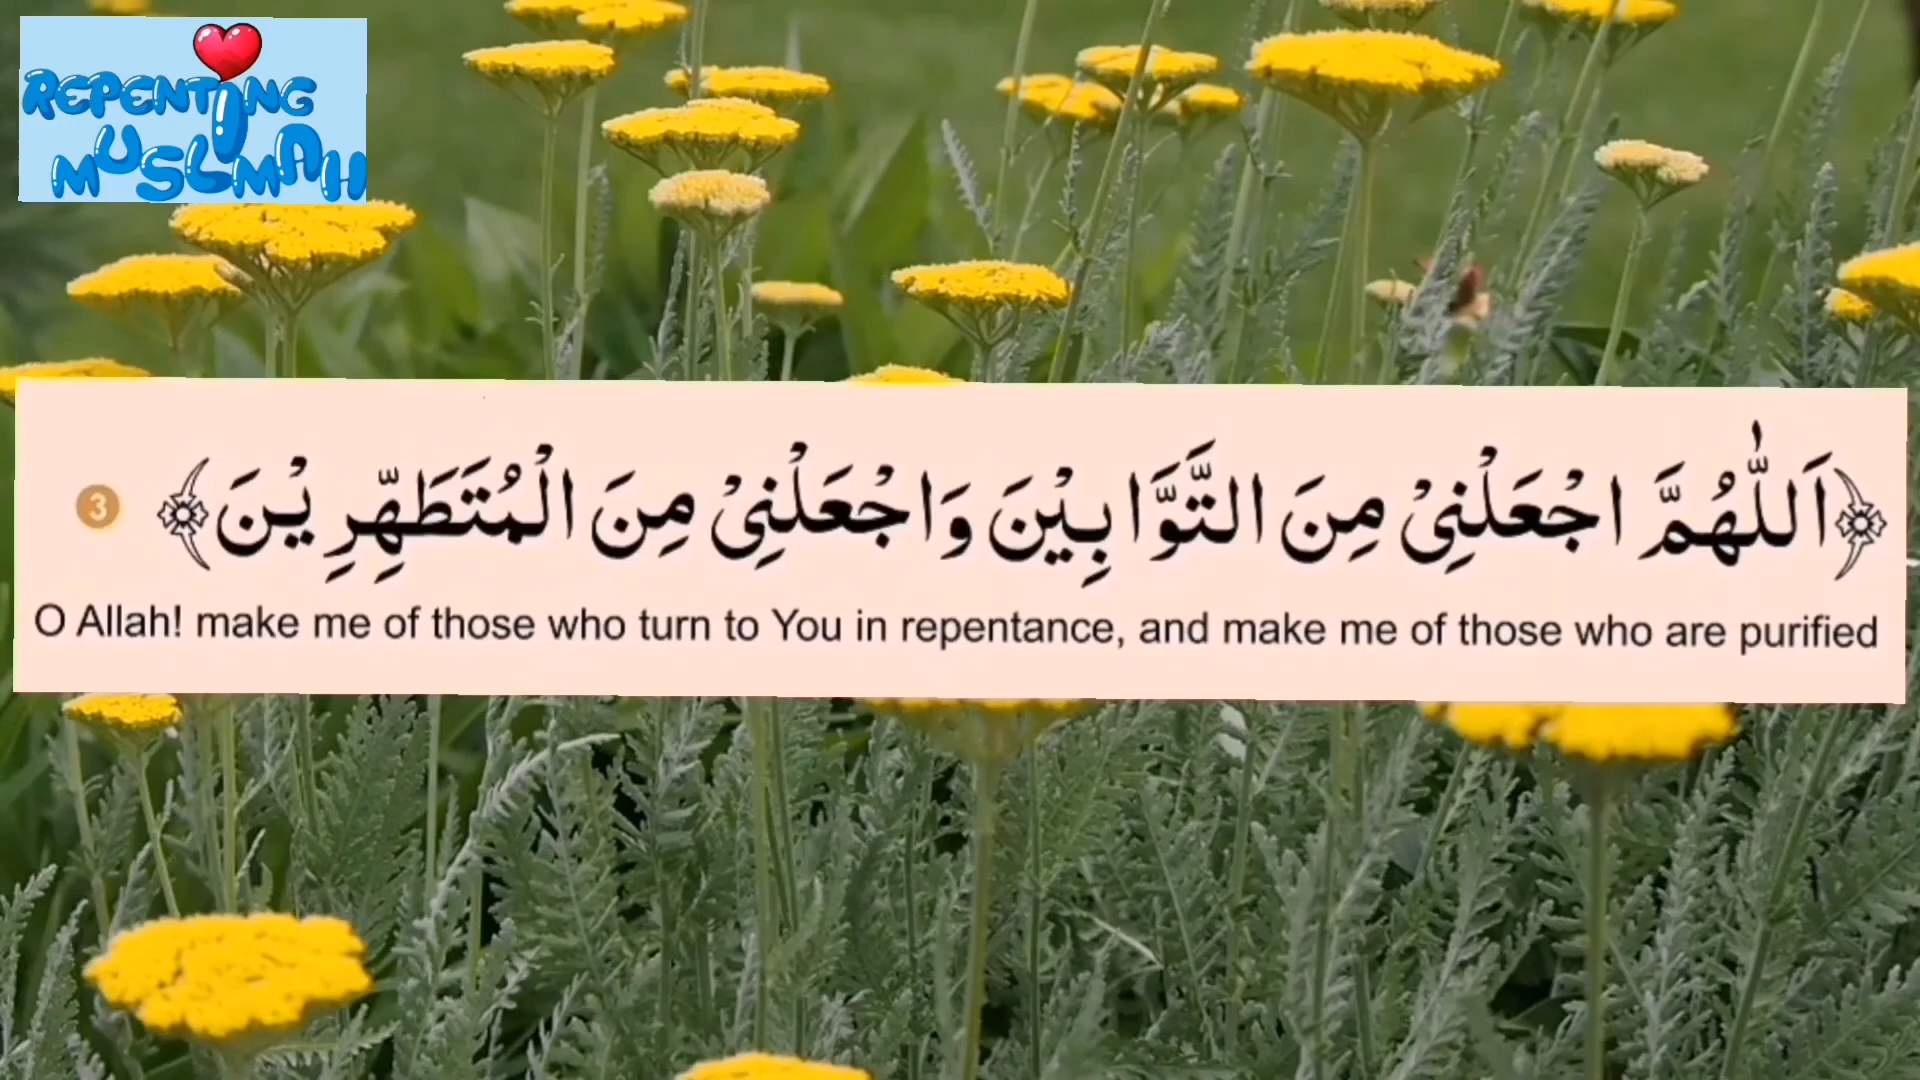 REPENTING
MUSLIMAH
﴿اَللّٰهُمَّ اجْعَلْنِیْ مِنَ التَّوَّابِیْنَ وَاجْعَلْنِیْ مِنَ الْمُتَطَهِّرِیْنَ﴾ 3
O Allah! make me of those who turn to You in repentance, and make me of those who are purified